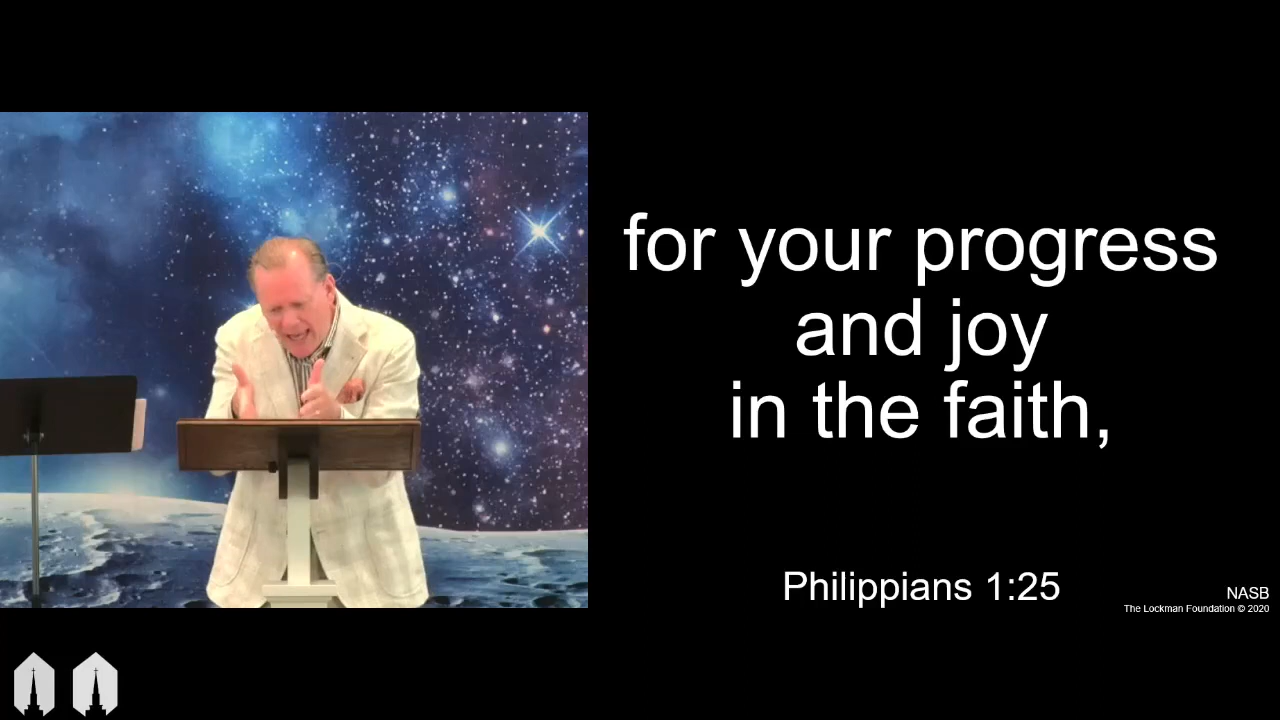 for your progress
and joy
in the faith,
Philippians 1:25
NASB
The Lockman Foundation © 2020